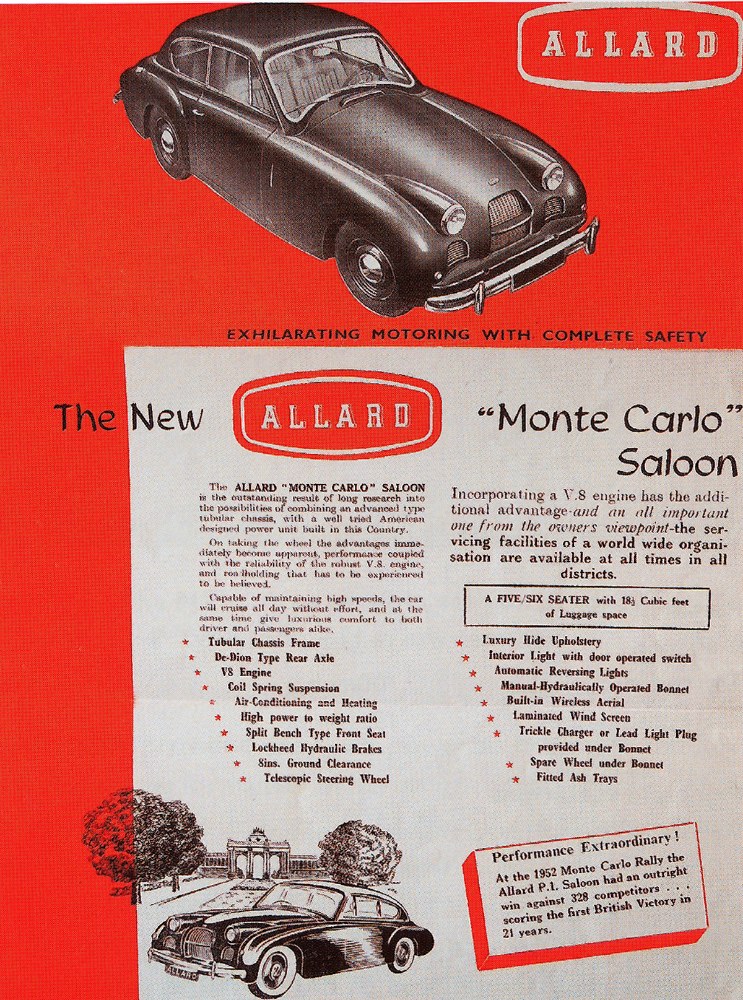 ALLARD
EXHILARATING MOTORING WITH COMPLETE SAFETY
The New ALLARD "Monte Carlo"
Saloon
The ALLARD "MONTE CARLO" SALOON
is the outstanding result of long research into
the possibilities of combining an advanced type
tubular chassis, with a well tried American
designed power unit built in this Country.
On taking the wheel the advantages imme-
diately become apparent, performance coupled
with the reliability of the robust V.8. engine,
and roadholding that has to be experienced
to be believed.
Capable of maintaining high speeds, the car
will cruise all day without effort, and at the
same time give luxurious comfort to both
driver and passengers alike.
* Tubular Chassis Frame
* De-Dion Type Rear Axle
* V8 Engine
* Coil Spring Suspension
* Air-Conditioning and Heating
* High power to weight ratio
* Split Bench Type Front Seat
* Lockheed Hydraulic Brakes
* 8ins. Ground Clearance
* Telescopic Steering Wheel
Incorporating a V.8 engine has the addi-
tional advantage-and an all important
one from the owners viewpoint-the ser-
vicing facilities of a world wide organi-
sation are available at all times in all
districts.
A FIVE/SIX SEATER with 18½ Cubic feet
of Luggage space
* Luxury Hide Upholstery
* Interior Light with door operated switch
* Automatic Reversing Lights
* Manual-Hydraulically Operated Bonnet
* Built-in Wireless Aerial
* Laminated Wind Screen
* Trickle Charger or Lead Light Plug
provided under Bonnet
* Spare Wheel under Bonnet
* Fitted Ash Trays
Performance Extraordinary!
At the 1952 Monte Carlo Rally the
Allard P.1. Saloon had an outright
win against 328 competitors . . .
scoring the first British Victory in
21 years.
ALLARD